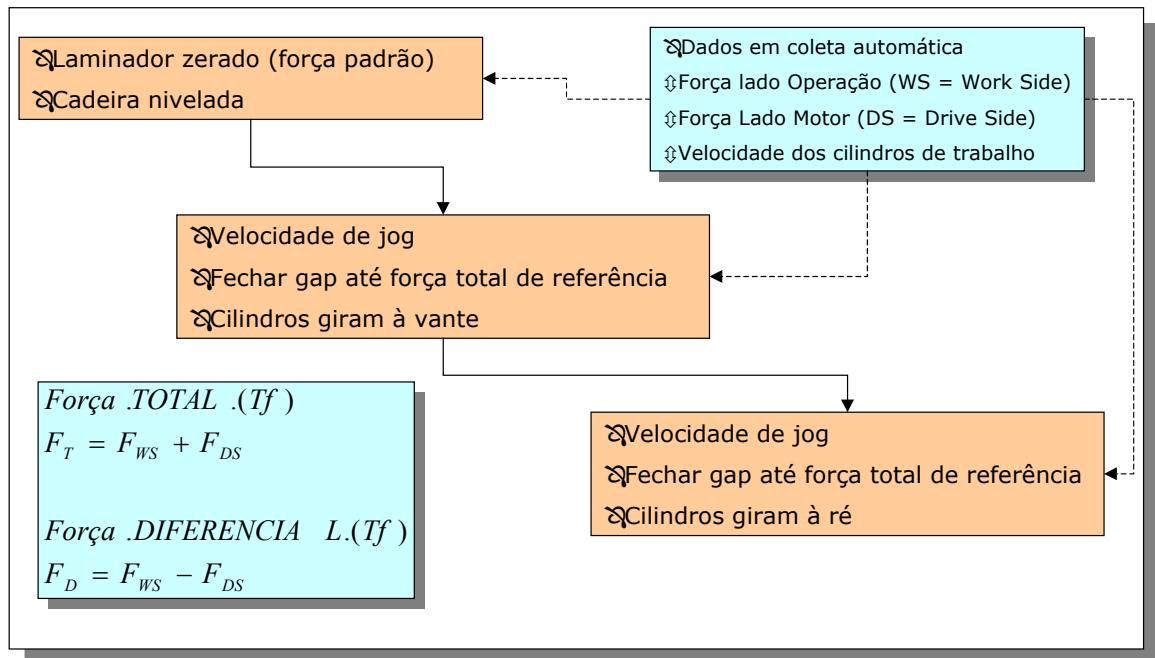 Laminador zerado (força padrão)
Cadeira nivelada
Dados em coleta automática
Força lado Operação (WS = Work Side)
Força Lado Motor (DS = Drive Side)
Velocidade dos cilindros de trabalho
Velocidade de jog
Fechar gap até força total de referência
Cilindros giram à vante
Força .TOTAL .(Tf )
F_T = F_WS + F_DS
Força .DIFERENCIA L.(Tf )
F_D = F_WS − F_DS
Velocidade de jog
Fechar gap até força total de referência
Cilindros giram à ré